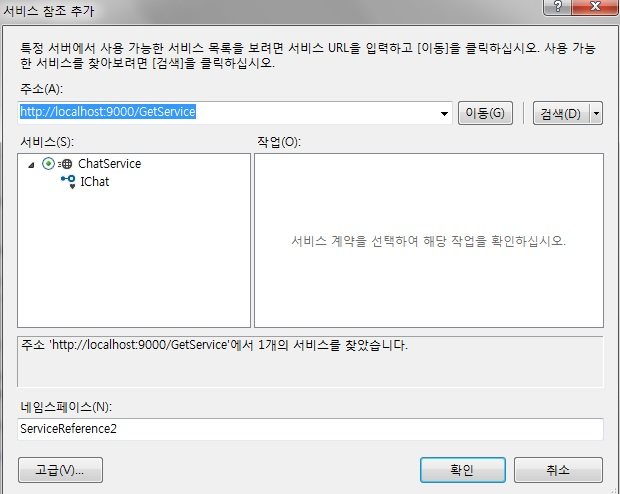 서비스 참조 추가
특정 서버에서 사용 가능한 서비스 목록을 보려면 서비스 URL을 입력하고 [이동]을 클릭하십시오. 사용 가능
한 서비스를 찾아보려면 [검색]을 클릭하십시오.
주소(A):
http://localhost:9000/GetService 이동(G) 검색(D)
서비스(S): 작업(O):
ChatService
IChat
서비스 계약을 선택하여 해당 작업을 확인하십시오.
주소 'http://localhost:9000/GetService'에서 1개의 서비스를 찾았습니다.
네임스페이스(N):
ServiceReference2
고급(V)... 확인 취소